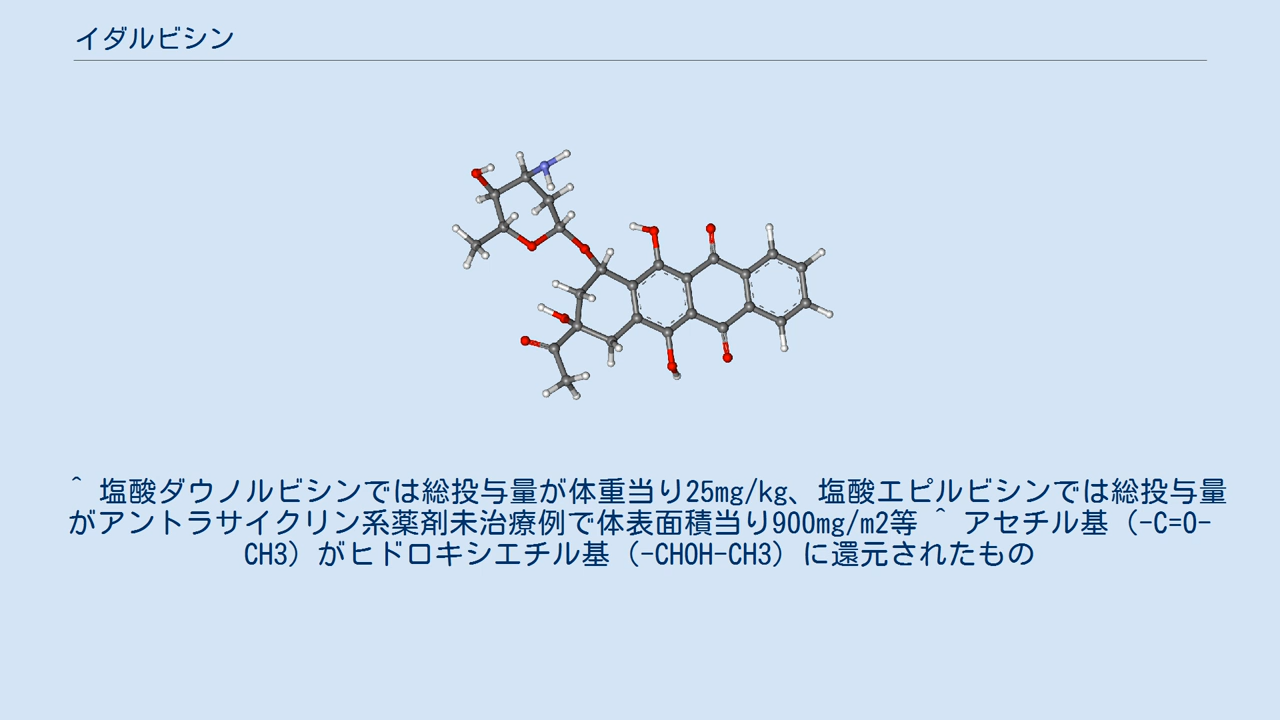 イダルビシン
^ 塩酸ダウノルビシンでは総投与量が体重当り25mg/kg、塩酸エピルビシンでは総投与量
がアントラサイクリン系薬剤未治療例で体表面積当り900mg/m2等 ^ アセチル基（-C=O-
CH3）がヒドロキシエチル基（-CHOH-CH3）に還元されたもの